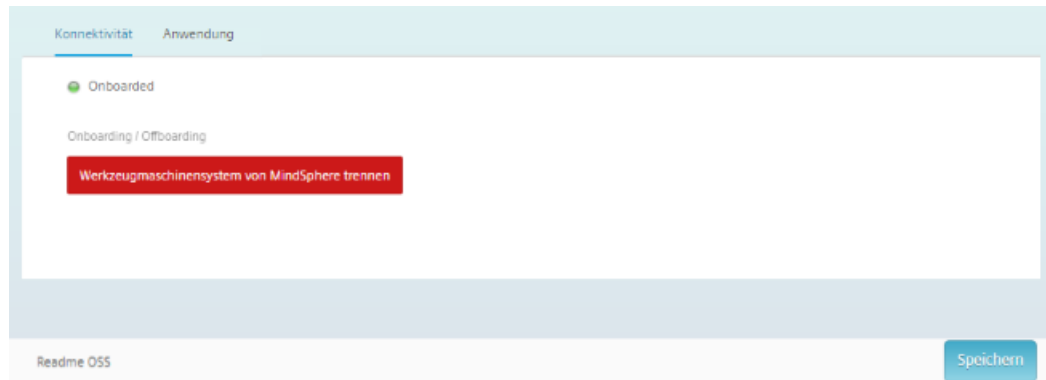 Konnektivität Anwendung
Onboarded
Onboarding / Offboarding
Werkzeugmaschinensystem von MindSphere trennen
Readme OSS Speichern